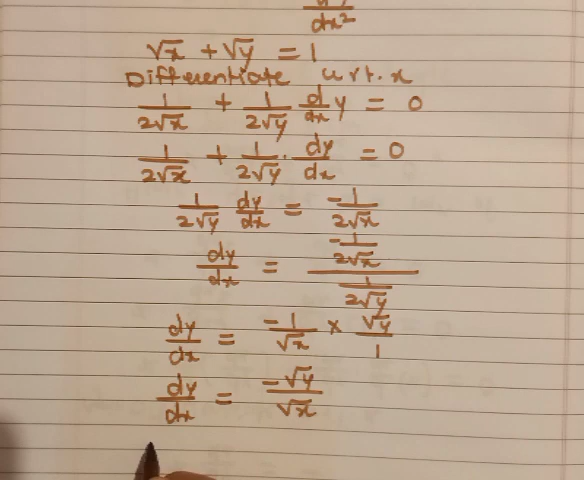 dx²
√x + √y = 1
Differentiate w.r.t. x
1/2√x + 1/2√y d/dx y = 0
1/2√x + 1/2√y · dy/dx = 0
1/2√y dy/dx = -1/2√x
dy/dx = -1/2√x / 1/2√y
dy/dx = -1/√x × √y/1
dy/dx = -√y/√x